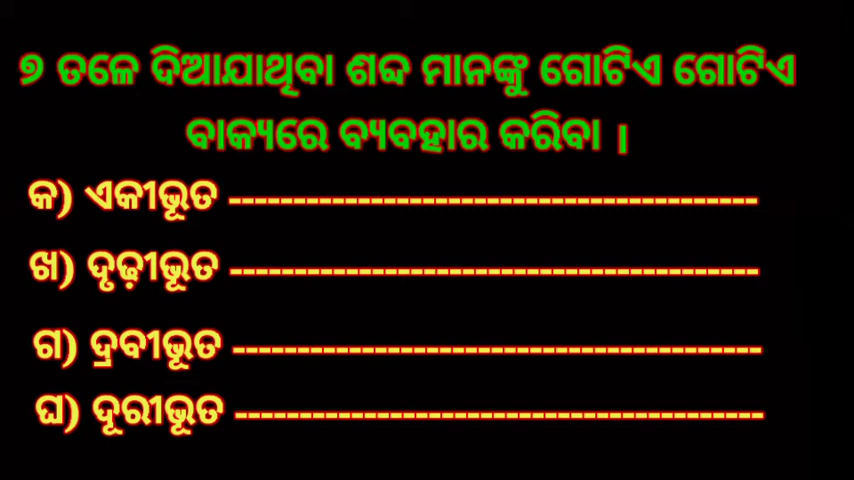 ୭ ତଳେ ଦିଆଯାଥିବା ଶବ୍ଦ ମାନଙ୍କୁ ଗୋଟିଏ ଗୋଟିଏ
ବାକ୍ୟରେ ବ୍ୟବହାର କରିବା ।
କ) ଏକୀଭୂତ ----------------------------------------
ଖ) ଦୃଢ଼ୀଭୂତ ----------------------------------------
ଗ) ଦ୍ରବୀଭୂତ ----------------------------------------
ଘ) ଦୂରୀଭୂତ ----------------------------------------